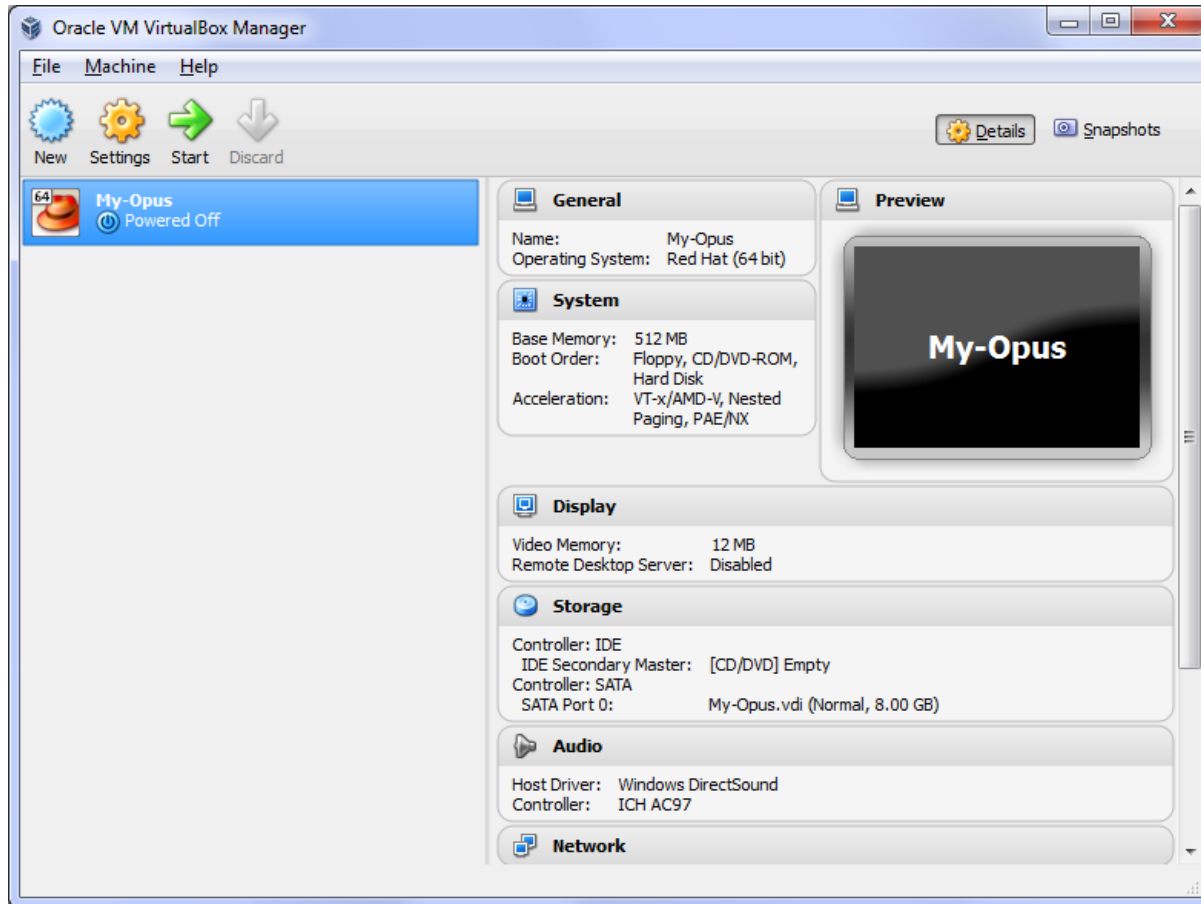 Oracle VM VirtualBox Manager
File Machine Help
New Settings Start Discard
Details Snapshots
64
My-Opus
Powered Off
General
Name: My-Opus
Operating System: Red Hat (64 bit)
System
Base Memory: 512 MB
Boot Order: Floppy, CD/DVD-ROM,
Hard Disk
Acceleration: VT-x/AMD-V, Nested
Paging, PAE/NX
Preview
My-Opus
Display
Video Memory: 12 MB
Remote Desktop Server: Disabled
Storage
Controller: IDE
IDE Secondary Master: [CD/DVD] Empty
Controller: SATA
SATA Port 0: My-Opus.vdi (Normal, 8.00 GB)
Audio
Host Driver: Windows DirectSound
Controller: ICH AC97
Network